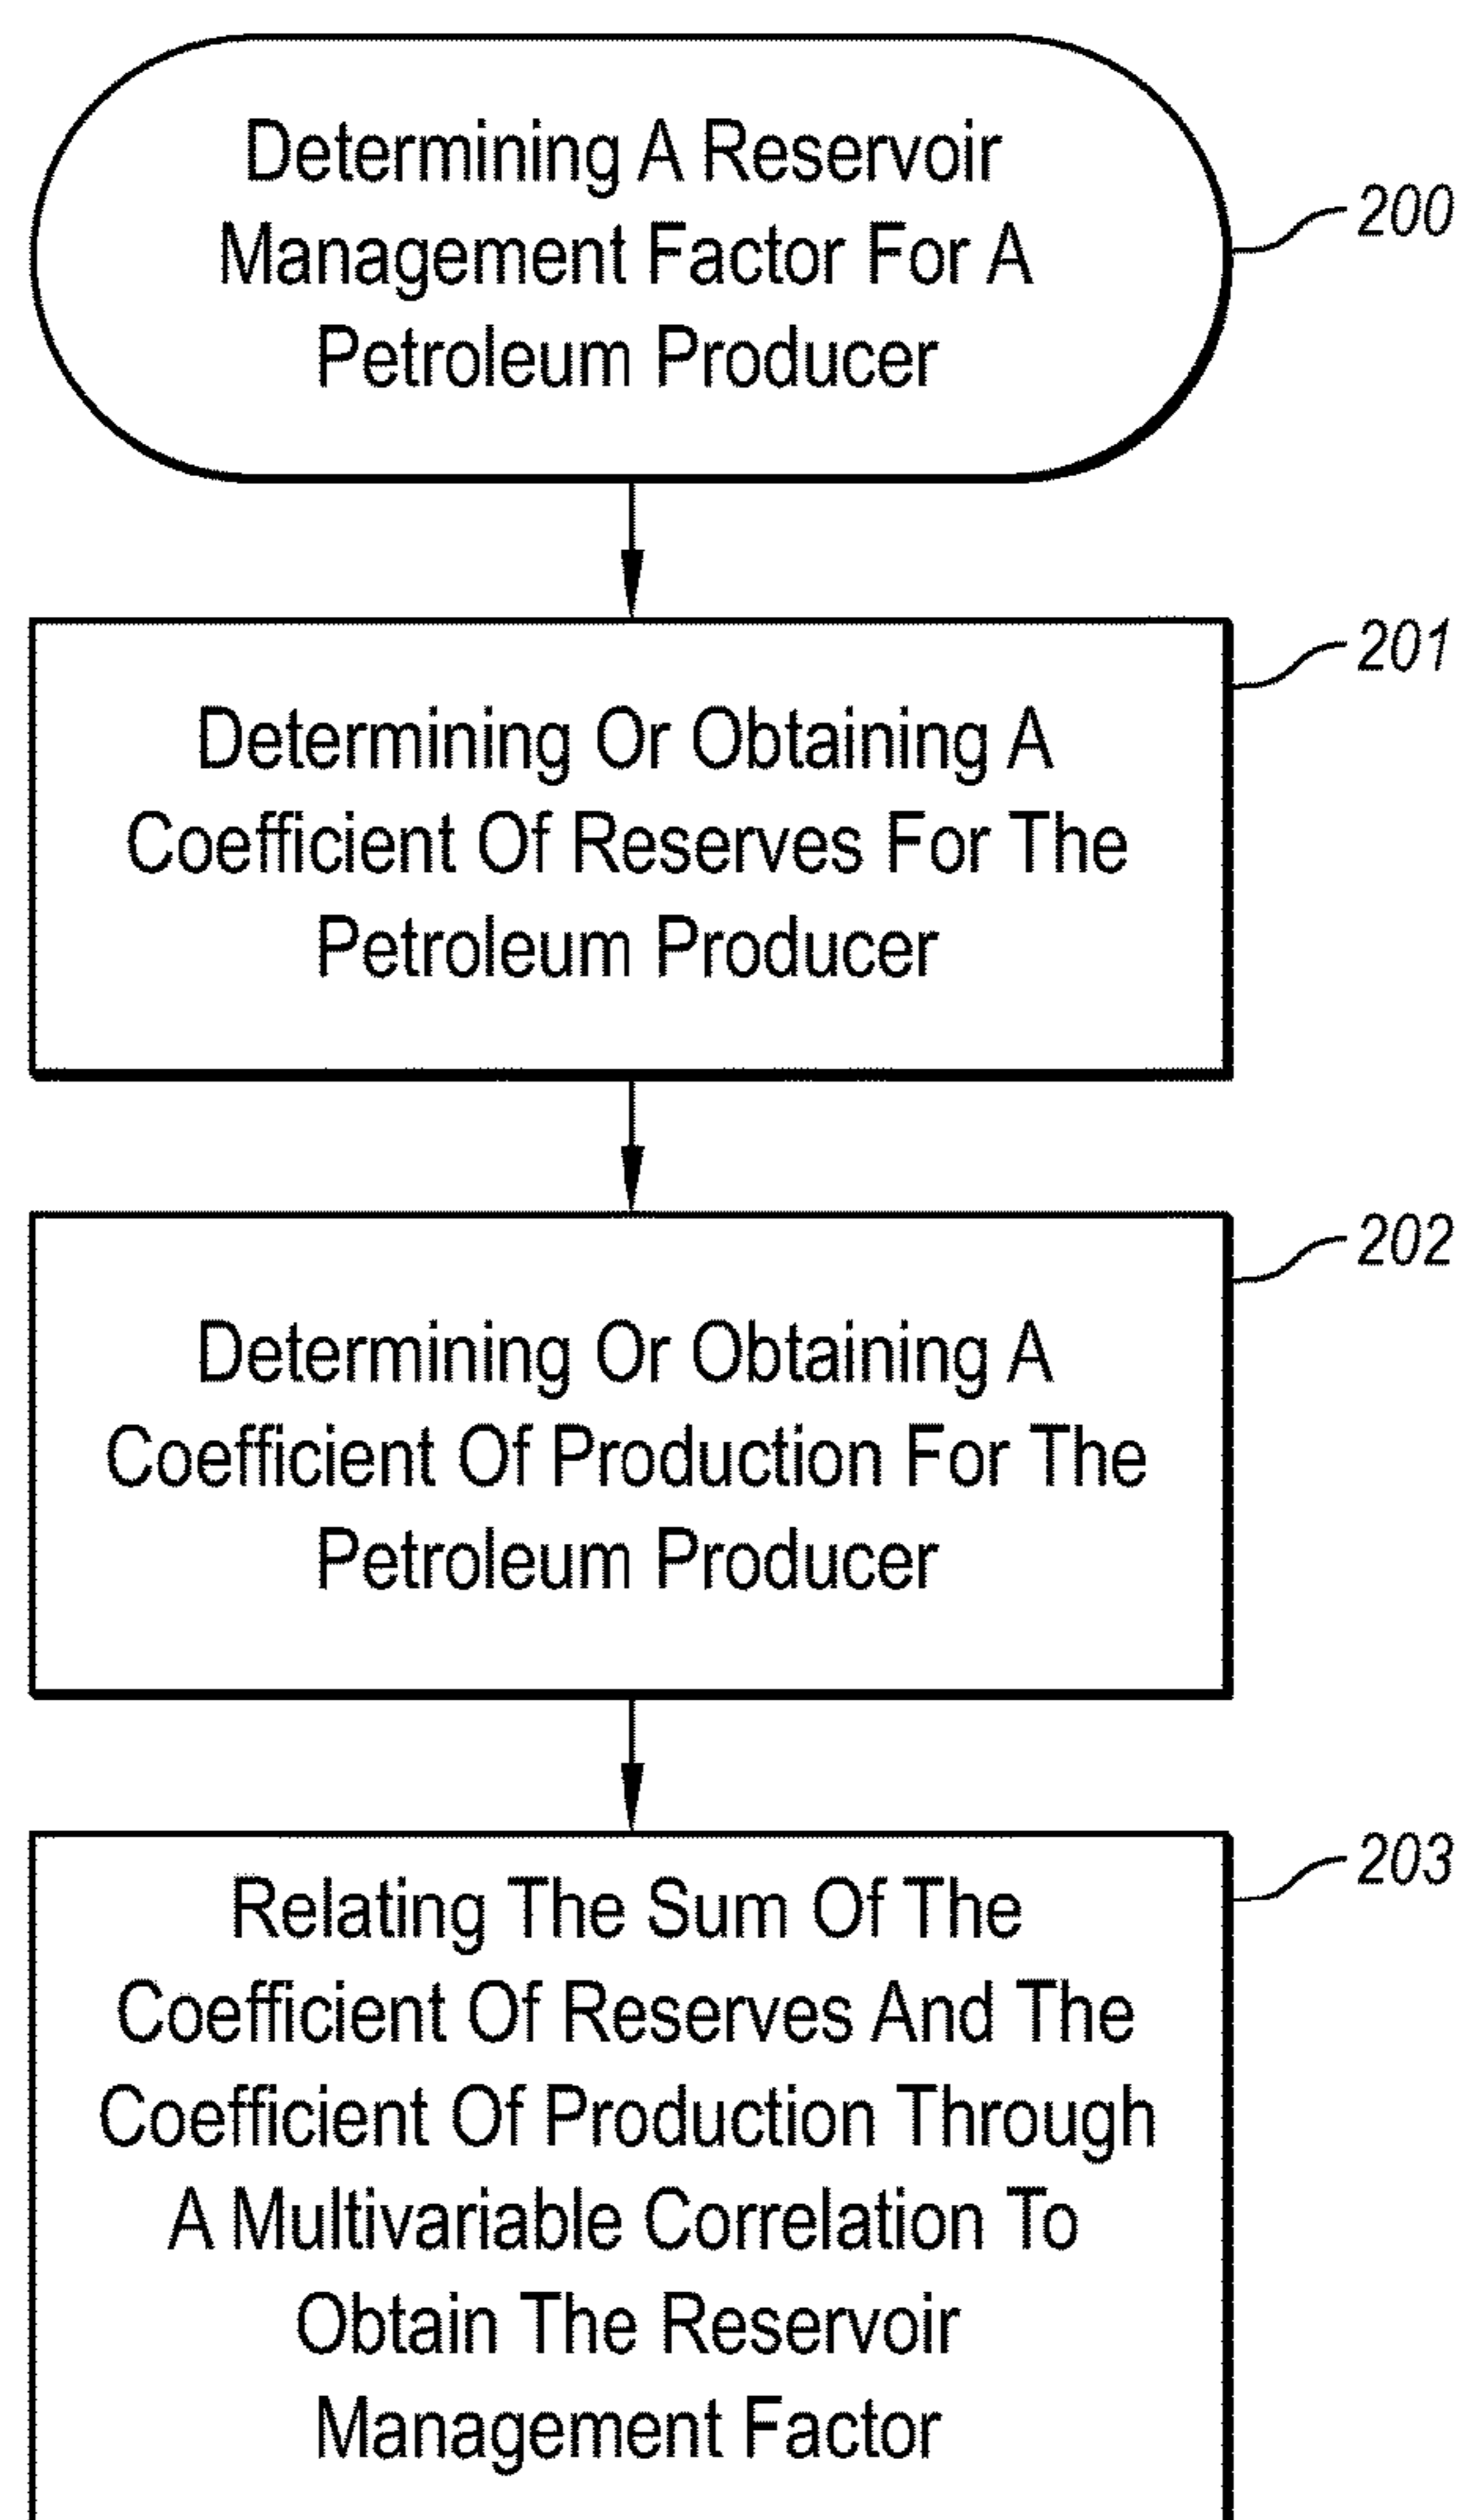 Determining A Reservoir
Management Factor For A
Petroleum Producer
200
Determining Or Obtaining A
Coefficient Of Reserves For The
Petroleum Producer
201
Determining Or Obtaining A
Coefficient Of Production For The
Petroleum Producer
202
Relating The Sum Of The
Coefficient Of Reserves And The
Coefficient Of Production Through
A Multivariable Correlation To
Obtain The Reservoir
Management Factor
203